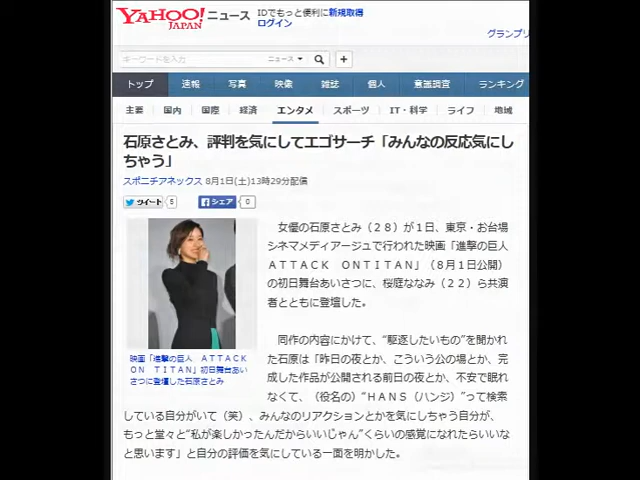 YAHOO! JAPAN ニュース
IDでもっと便利に新規取得
ログイン
グランプリ
キーワードを入力
ニュース
トップ 速報 写真 映像 雑誌 個人 意識調査 ランキング
主要 国内 国際 経済 エンタメ スポーツ IT・科学 ライフ 地域
石原さとみ、評判を気にしてエゴサーチ「みんなの反応気にし
ちゃう」
スポニチアネックス 8月1日(土)13時29分配信
ツイート 5 シェア 0
女優の石原さとみ（２８）が１日、東京・お台場
シネマメディアージュで行われた映画「進撃の巨人
ＡＴＴＡＣＫ ＯＮＴＩＴＡＮ」（８月１日公開）
の初日舞台あいさつに、桜庭ななみ（２２）ら共演
者とともに登壇した。
映画「進撃の巨人 ＡＴＴＡＣＫ
ＯＮ ＴＩＴＡＮ」初日舞台あい
さつに登壇した石原さとみ
同作の内容にかけて、“駆逐したいもの”を聞かれ
た石原は「昨日の夜とか、こういう公の場とか、完
成した作品が公開される前日の夜とか、不安で眠れ
なくて、（役名の）“ＨＡＮＳ（ハンジ）”って検索
している自分がいて（笑）、みんなのリアクションとかを気にしちゃう自分が、
もっと堂々と“私が楽しかったんだからいいじゃん”くらいの感覚になれたらいいな
と思います」と自分の評価を気にしている一面を明かした。